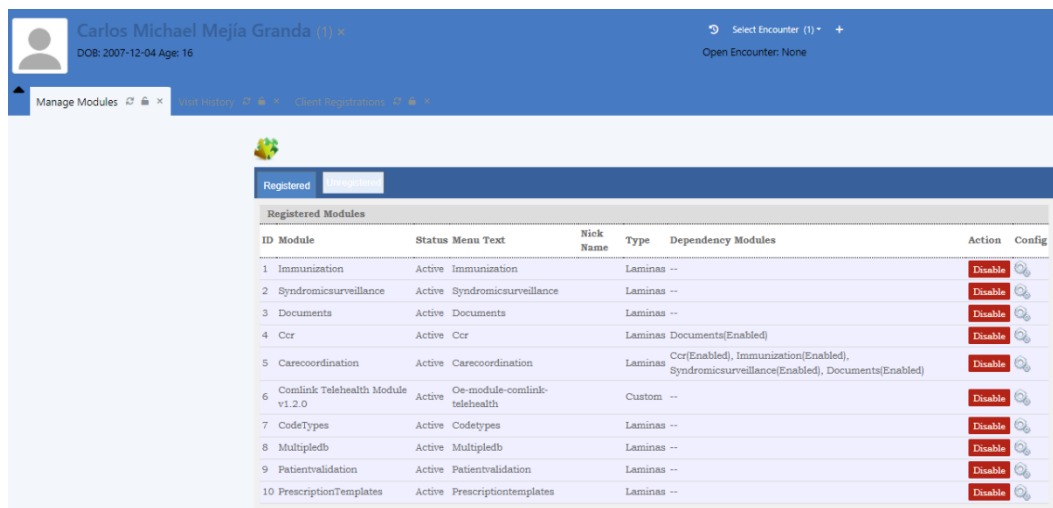 Carlos Michael Mejía Granda (1) ×
DOB: 2007-12-04 Age: 16
Select Encounter (1) +
Open Encounter: None
Manage Modules × Visit History × Client Registrations ×
Registered Unregistered
Registered Modules
ID Module Status Menu Text Nick Name Type Dependency Modules Action Config
1 Immunization Active Immunization Laminas -- Disable
2 Syndromicsurveillance Active Syndromicsurveillance Laminas -- Disable
3 Documents Active Documents Laminas -- Disable
4 Ccr Active Ccr Laminas Documents(Enabled) Disable
5 Carecoordination Active Carecoordination Laminas Ccr(Enabled), Immunization(Enabled),
Syndromicsurveillance(Enabled), Documents(Enabled) Disable
6 Comlink Telehealth Module v1.2.0 Active Oe-module-comlink-telehealth Custom -- Disable
7 CodeTypes Active Codetypes Laminas -- Disable
8 Multipledb Active Multipledb Laminas -- Disable
9 Patientvalidation Active Patientvalidation Laminas -- Disable
10 PrescriptionTemplates Active Prescriptiontemplates Laminas -- Disable